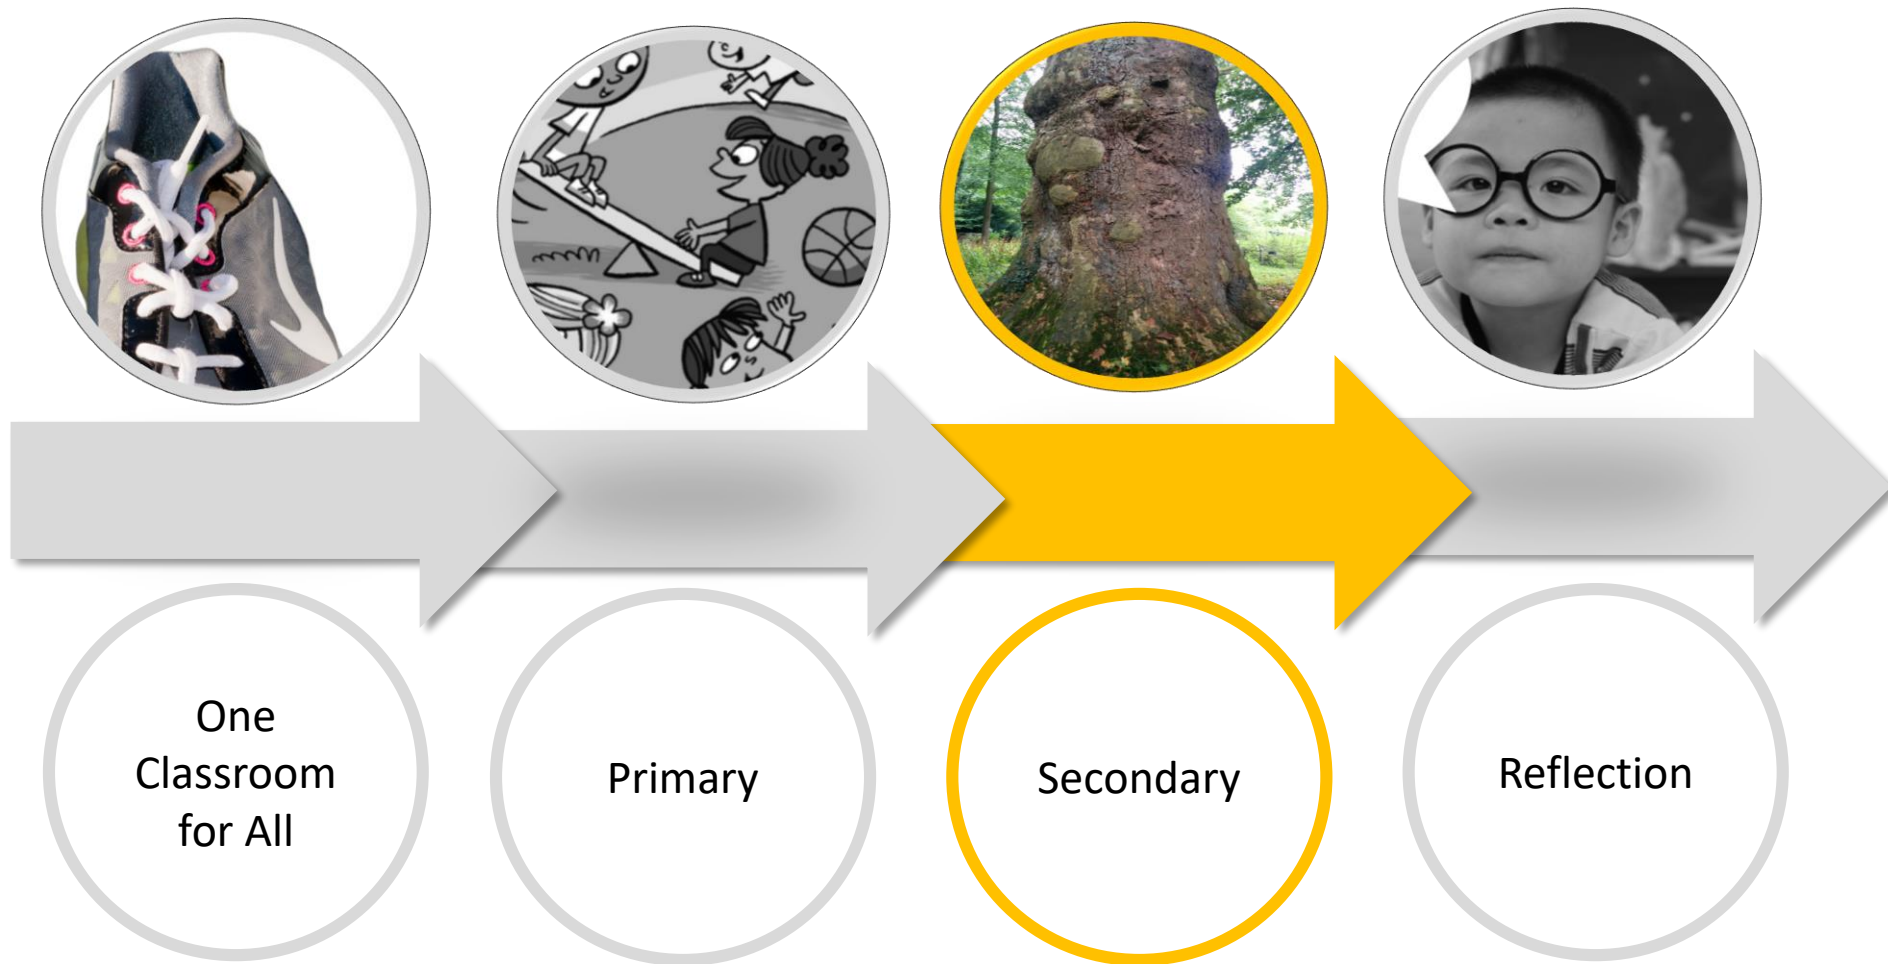 One
Classroom
for All
Primary
Secondary
Reflection